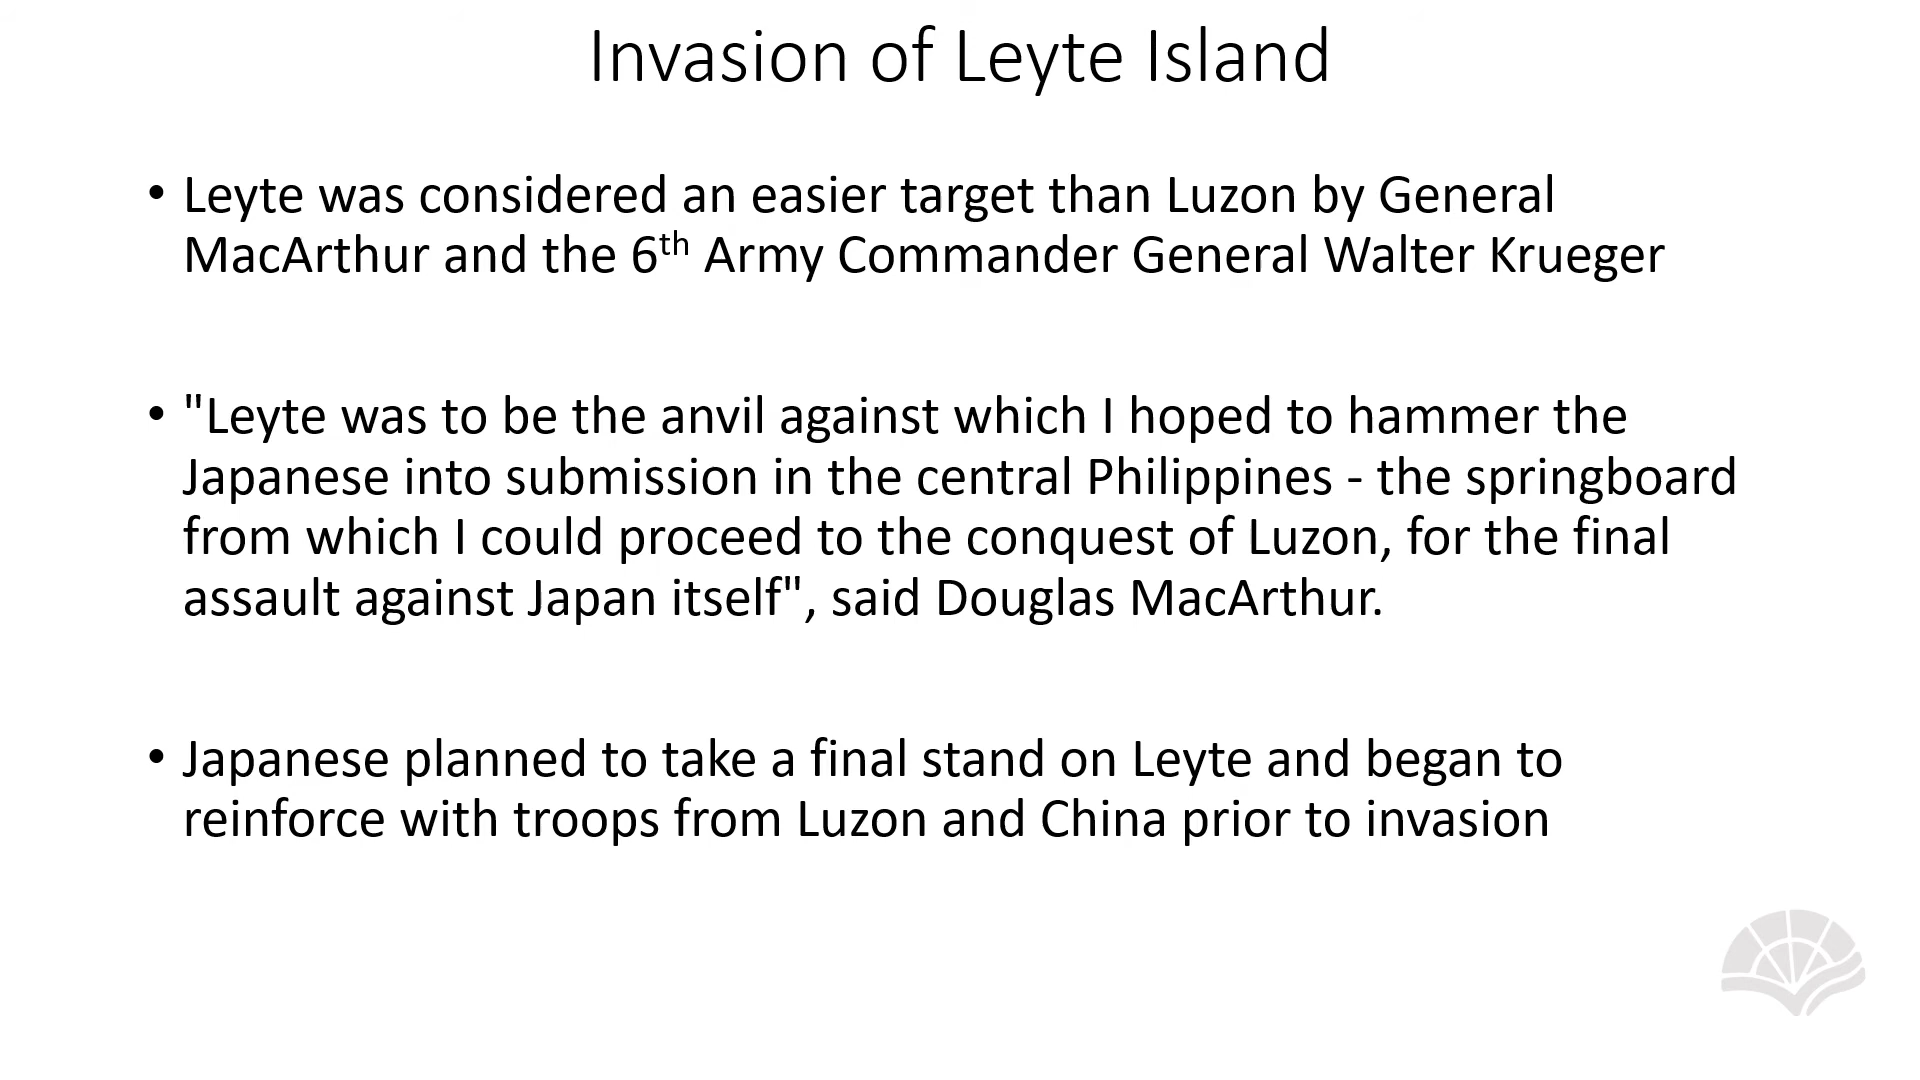 Invasion of Leyte Island
• Leyte was considered an easier target than Luzon by General
MacArthur and the 6th Army Commander General Walter Krueger
• "Leyte was to be the anvil against which I hoped to hammer the
Japanese into submission in the central Philippines - the springboard
from which I could proceed to the conquest of Luzon, for the final
assault against Japan itself", said Douglas MacArthur.
• Japanese planned to take a final stand on Leyte and began to
reinforce with troops from Luzon and China prior to invasion